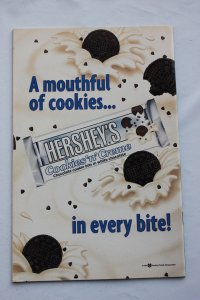 A mouthful
of cookies...
HERSHEY'S
Cookies 'n' Creme
in every bite!